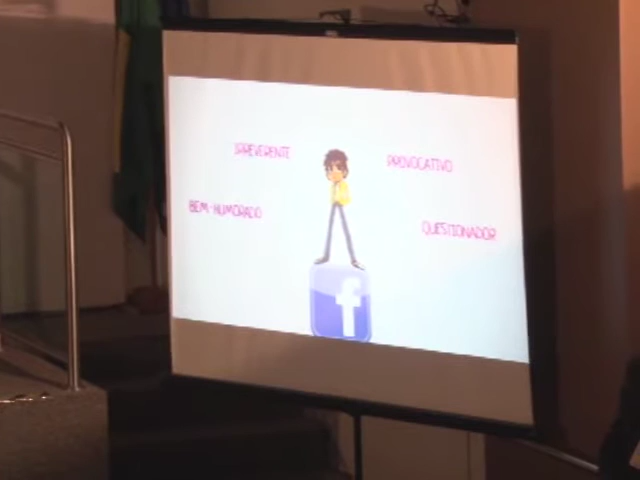 IRREVERENTE
PROVOCATIVO
BEM-HUMORADO
QUESTIONADOR
f